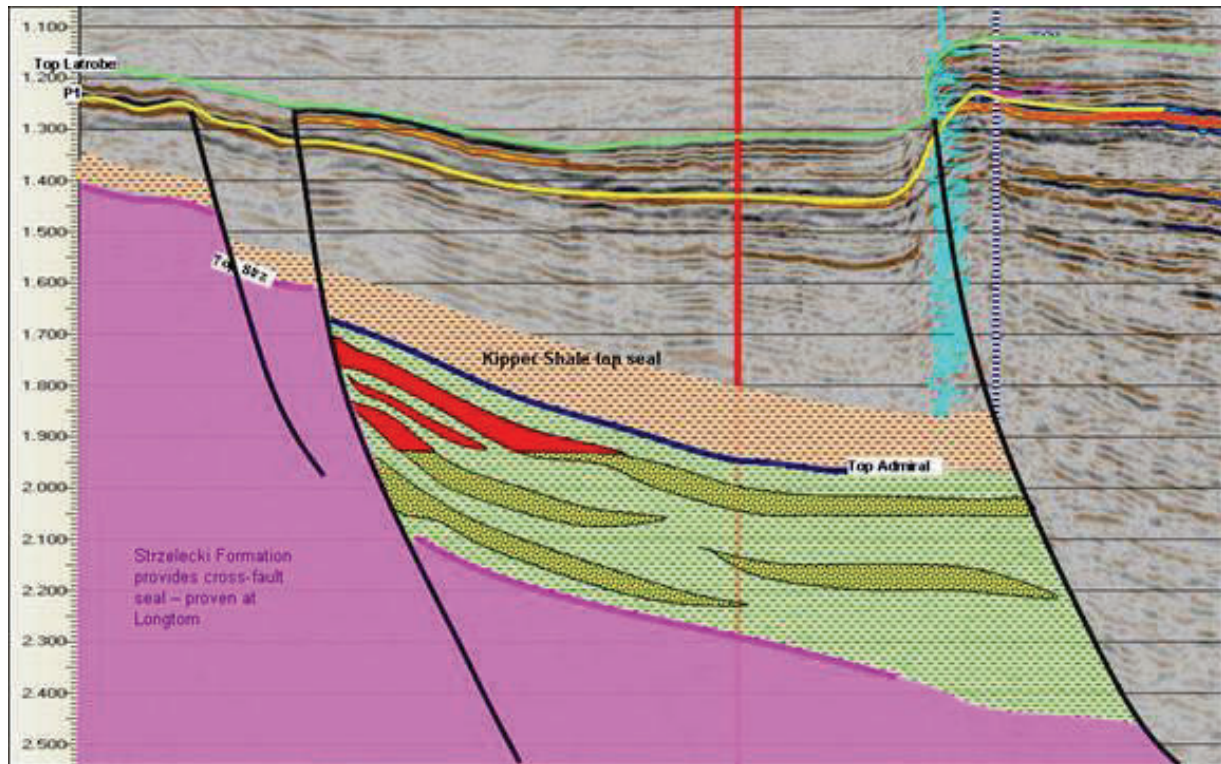 1.100
Top Latrobe
1.200
P1
1.300
1.400
1.500
Top Strz
1.600
1.700
Kipper Shale top seal
1.800
1.900
Top Admiral
2.000
2.100
Strzelecki Formation
provides cross-fault
seal – proven at
Longtom
2.200
2.300
2.400
2.500